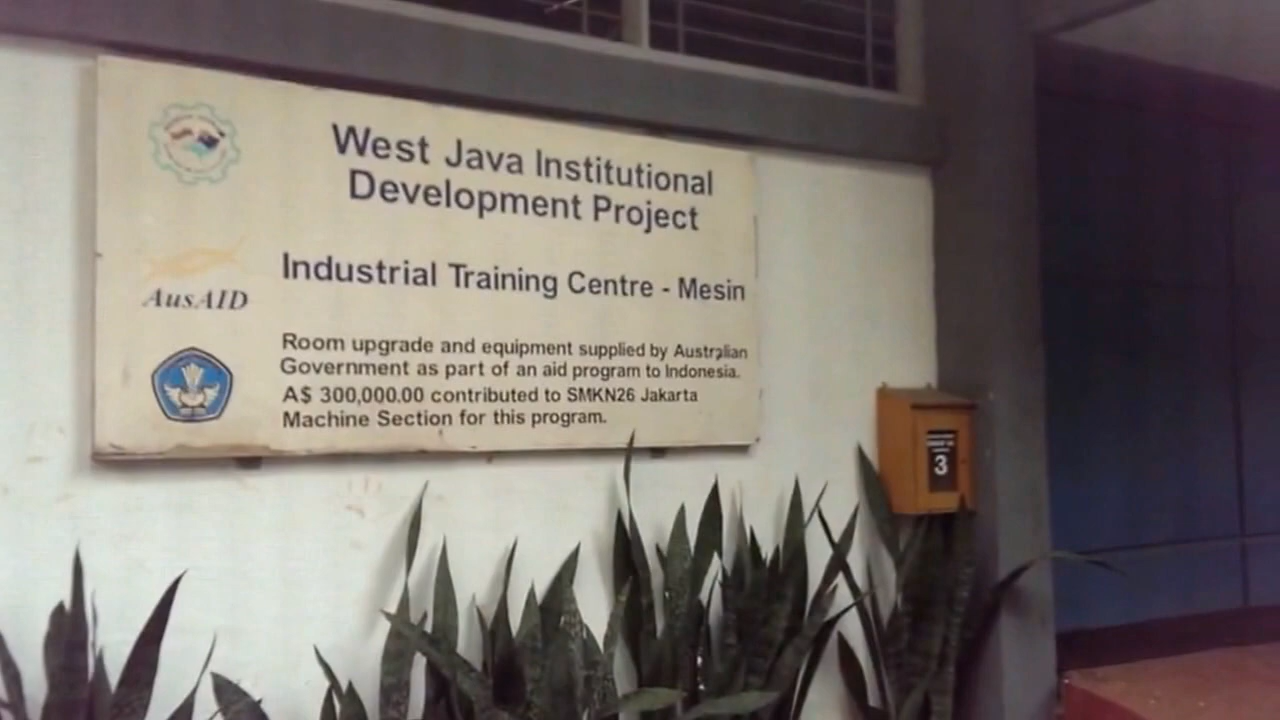 West Java Institutional
Development Project
Industrial Training Centre - Mesin
AusAID
Room upgrade and equipment supplied by Australian
Government as part of an aid program to Indonesia.
A$ 300,000.00 contributed to SMKN26 Jakarta
Machine Section for this program.
3